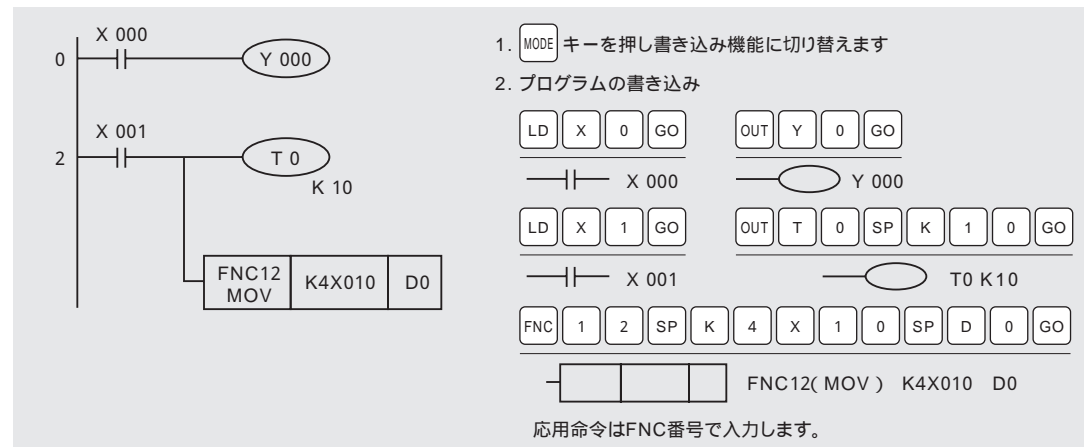 X 000
0
Y 000
X 001
2
T 0
K 10
FNC12
MOV
K4X010
D0
1. MODE キーを押し書き込み機能に切り替えます
2. プログラムの書き込み
LD X 0 GO
OUT Y 0 GO
X 000
Y 000
LD X 1 GO
OUT T 0 SP K 1 0 GO
X 001
T0 K10
FNC 1 2 SP K 4 X 1 0 SP D 0 GO
FNC12( MOV ) K4X010 D0
応用命令はFNC番号で入力します。